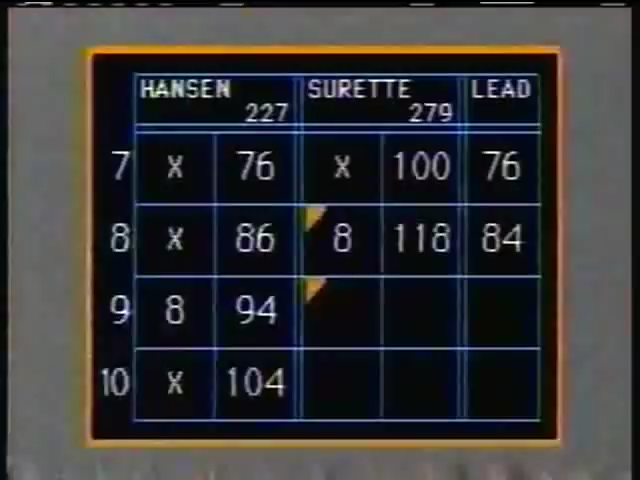 HANSEN SURETTE LEAD
227 279
7 X 76 X 100 76
8 X 86 8 118 84
9 8 94
10 X 104